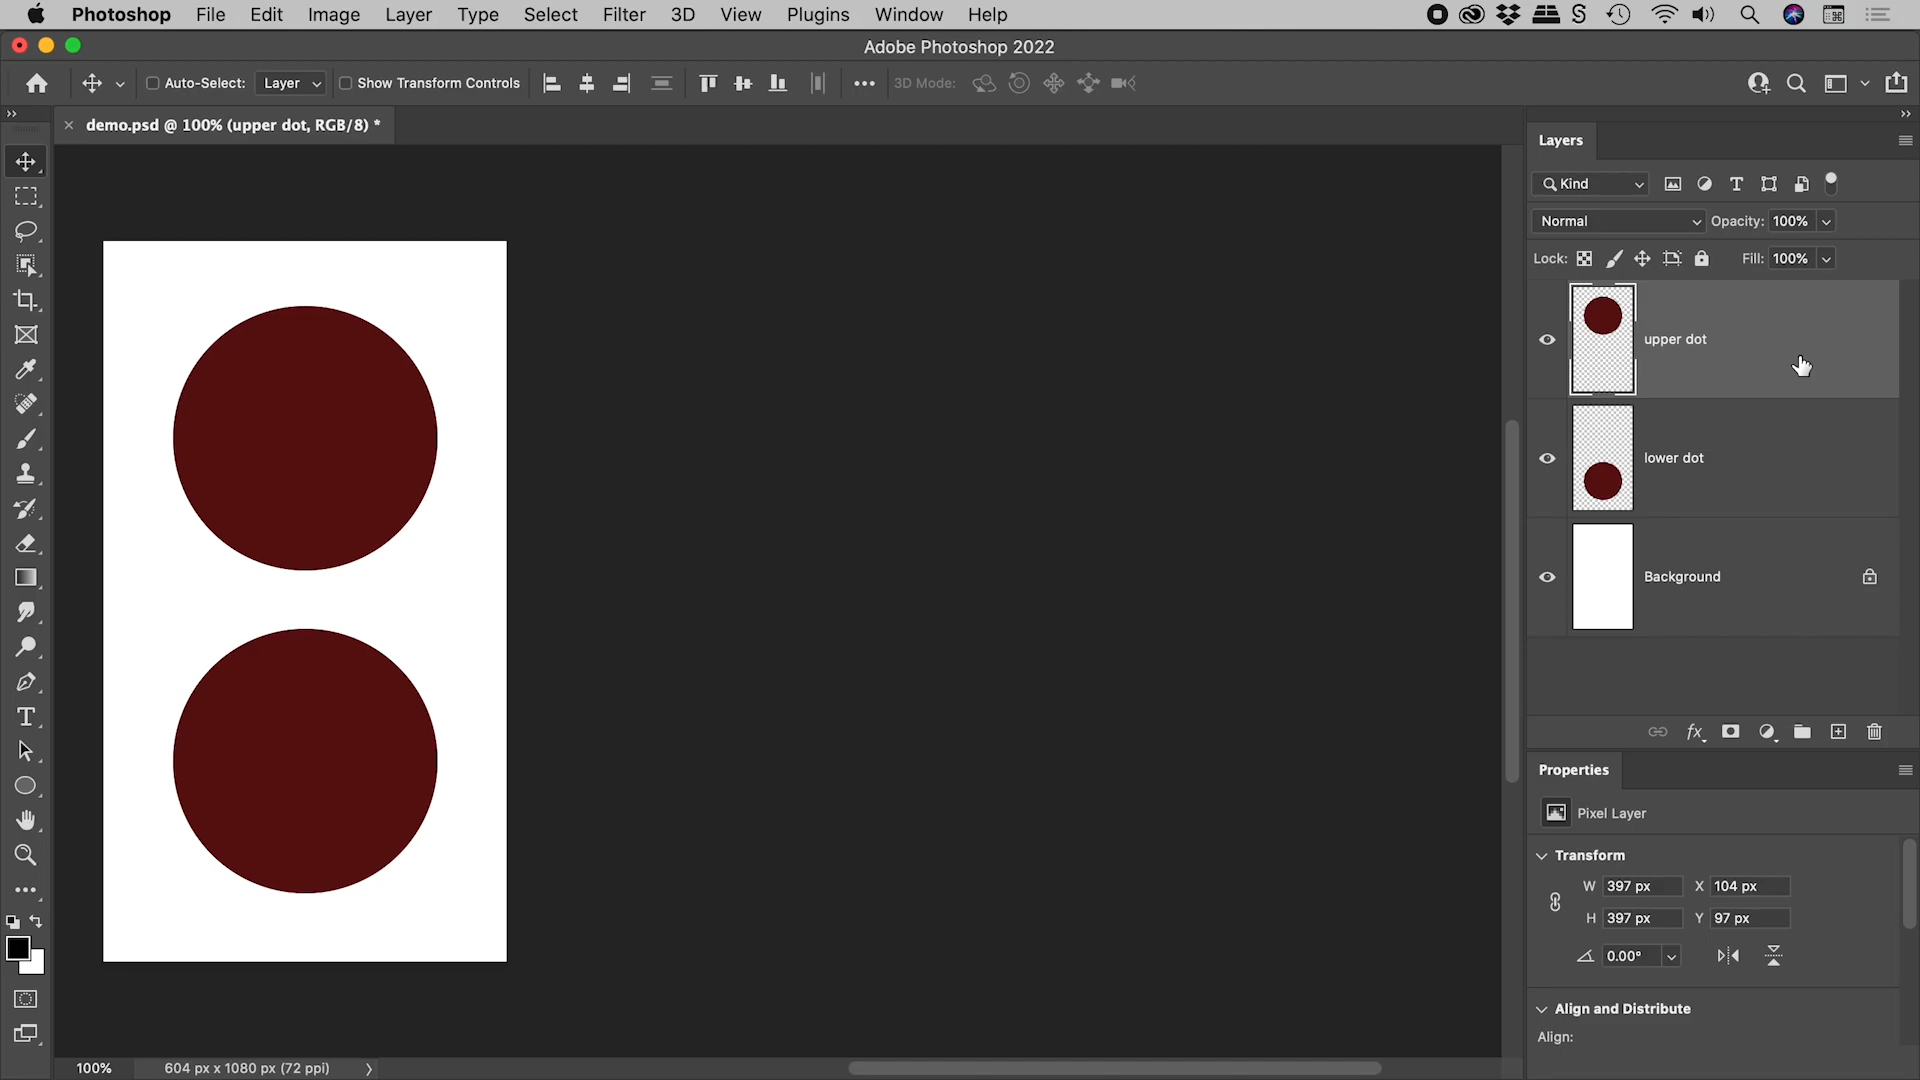 Photoshop File Edit Image Layer Type Select Filter 3D View Plugins Window Help
Adobe Photoshop 2022
Auto-Select: Layer Show Transform Controls 3D Mode:
demo.psd @ 100% (upper dot, RGB/8) *
Layers
Kind
Normal Opacity: 100%
Lock: Fill: 100%
upper dot
lower dot
Background
fx
Properties
Pixel Layer
Transform
W 397 px X 104 px
H 397 px Y 97 px
0.00°
Align and Distribute
Align:
100% 604 px x 1080 px (72 ppi)